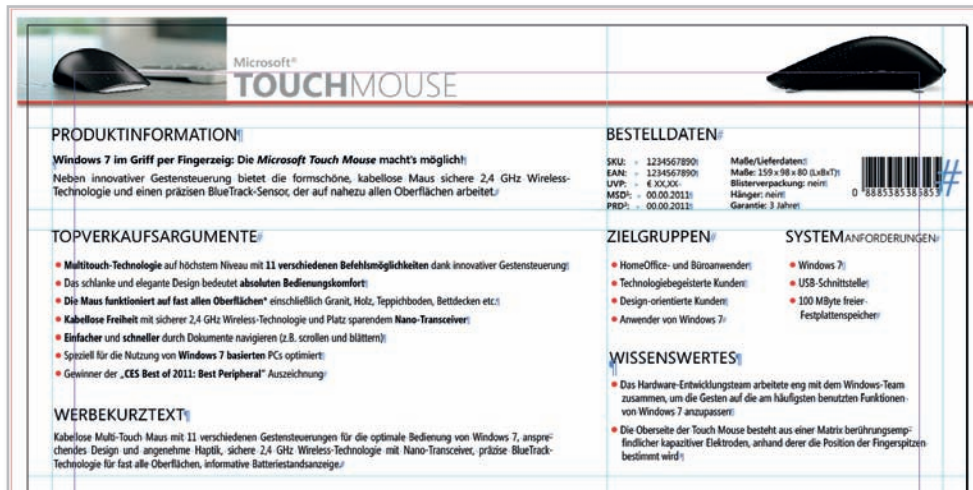 Microsoft®
TOUCHMOUSE
PRODUKTINFORMATION
Windows 7 im Griff per Fingerzeig: Die Microsoft Touch Mouse macht's möglich!
Neben innovativer Gestensteuerung bietet die formschöne, kabellose Maus sichere 2,4 GHz Wireless-
Technologie und einen präzisen BlueTrack-Sensor, der auf nahezu allen Oberflächen arbeitet.
BESTELLDATEN
SKU: 1234567890
EAN: 1234567890
UVP: € XX,XX-
MSD²: 00.00.2011
PRD³: 00.00.2011
Maße/Lieferdaten:
Maße: 159 x 98 x 80 (LxBxT)
Blisterverpackung: nein
Hänger: nein
Garantie: 3 Jahre
0 885385385853
TOPVERKAUFSARGUMENTE
• Multitouch-Technologie auf höchstem Niveau mit 11 verschiedenen Befehlsmöglichkeiten dank innovativer Gestensteuerung
• Das schlanke und elegante Design bedeutet absoluten Bedienungskomfort
• Die Maus funktioniert auf fast allen Oberflächen* einschließlich Granit, Holz, Teppichboden, Bettdecken etc.
• Kabellose Freiheit mit sicherer 2,4 GHz Wireless-Technologie und Platz sparendem Nano-Transceiver
• Einfacher und schneller durch Dokumente navigieren (z.B. scrollen und blättern)
• Speziell für die Nutzung von Windows 7 basierten PCs optimiert
• Gewinner der „CES Best of 2011: Best Peripheral" Auszeichnung
WERBEKURZTEXT
Kabellose Multi-Touch Maus mit 11 verschiedenen Gestensteuerungen für die optimale Bedienung von Windows 7, anspre-
chendes Design und angenehme Haptik, sichere 2,4 GHz Wireless-Technologie mit Nano-Transceiver, präzise BlueTrack-
Technologie für fast alle Oberflächen, informative Batteriestandsanzeige.
ZIELGRUPPEN
• HomeOffice- und Büroanwender
• Technologiebegeisterte Kunden
• Design-orientierte Kunden
• Anwender von Windows 7
SYSTEMANFORDERUNGEN
• Windows 7
• USB-Schnittstelle
• 100 MByte freier
Festplattenspeicher
WISSENSWERTES
• Das Hardware-Entwicklungsteam arbeitete eng mit dem Windows-Team
zusammen, um die Gesten auf die am häufigsten benutzten Funktionen
von Windows 7 anzupassen
• Die Oberseite der Touch Mouse besteht aus einer Matrix berührungsemp-
findlicher kapazitiver Elektroden, anhand derer die Position der Fingerspitzen
bestimmt wird